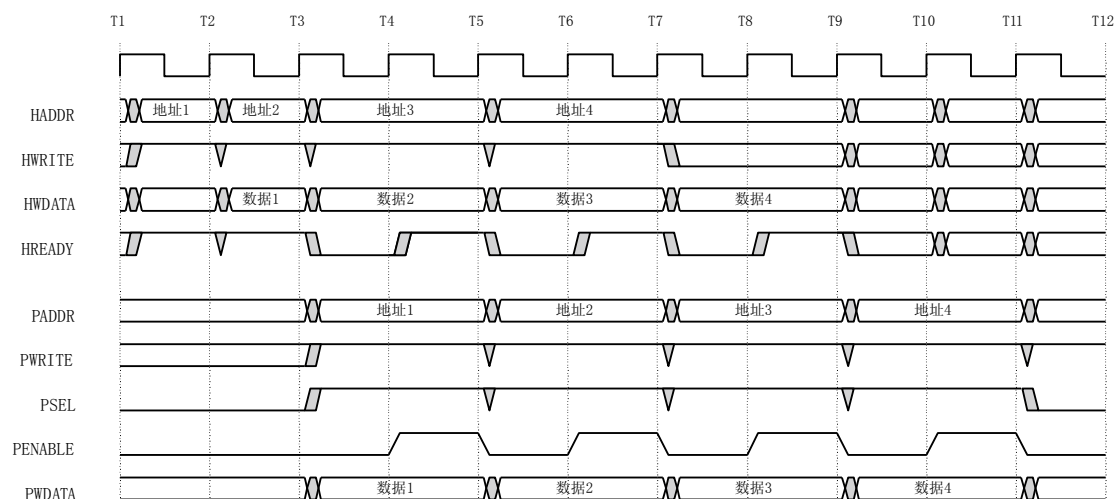 T1 T2 T3 T4 T5 T6 T7 T8 T9 T10 T11 T12
HADDR 地址1 地址2 地址3 地址4
HWRITE
HWDATA 数据1 数据2 数据3 数据4
HREADY
PADDR 地址1 地址2 地址3 地址4
PWRITE
PSEL
PENABLE
PWDATA 数据1 数据2 数据3 数据4